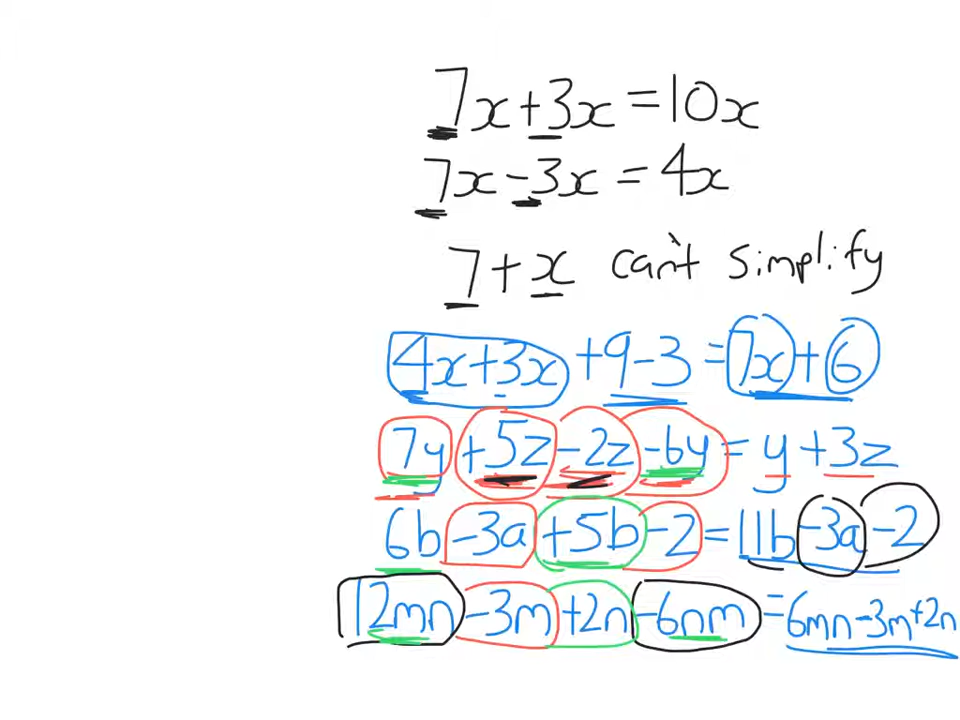 7x+3x=10x
7x-3x=4x
7+x can't simplify
4x+3x+9-3=7x+6
7y+5z-2z-6y=y+3z
6b-3a+5b-2=11b-3a-2
12mn-3m+2n-6nm=6mn-3m+2n